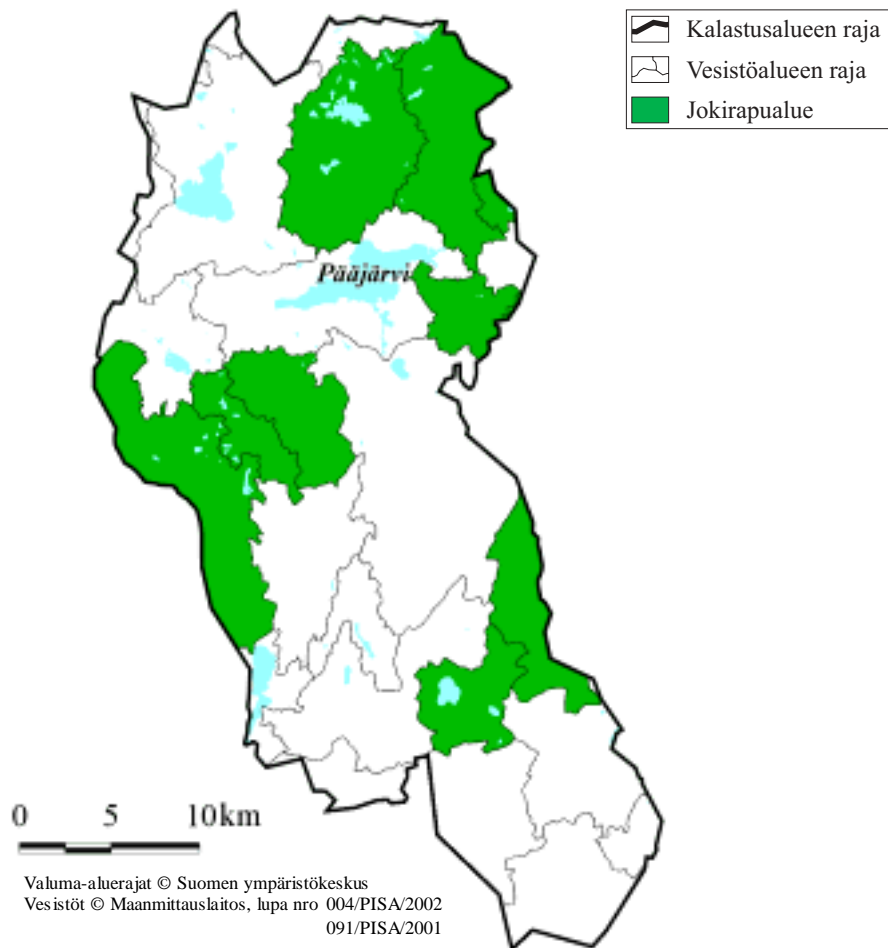 Kalastusalueen raja
Vesistöalueen raja
Jokirapualue
Pääjärvi
0 5 10km
Valuma-aluerajat © Suomen ympäristökeskus
Vesistöt © Maanmittauslaitos, lupa nro 004/PISA/2002
091/PISA/2001